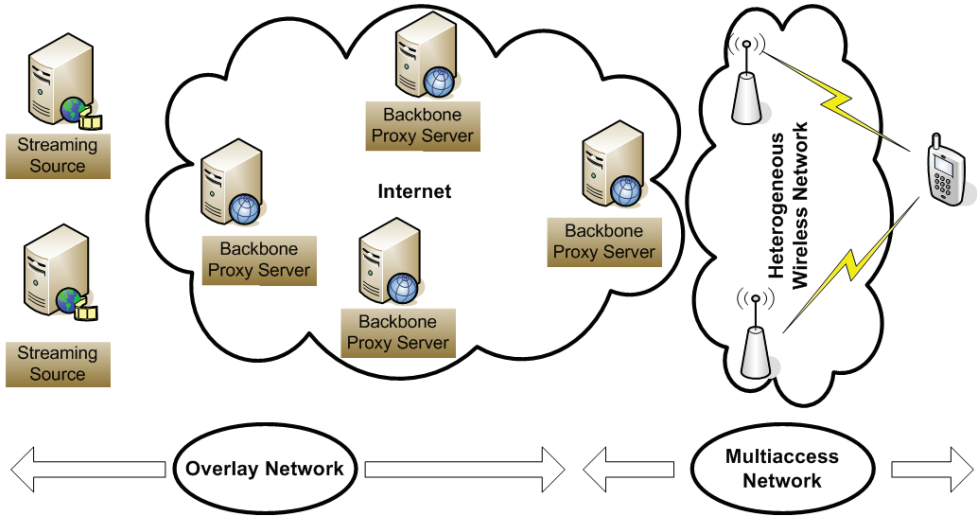 Streaming
Source
Streaming
Source
Backbone
Proxy Server
Internet
Backbone
Proxy Server
Backbone
Proxy Server
Backbone
Proxy Server
Heterogeneous
Wireless Network
Overlay Network
Multiaccess
Network